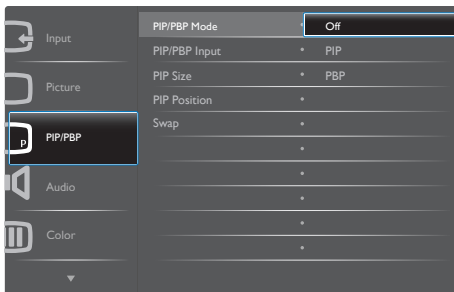 Input
Picture
PIP/PBP
Audio
Color
PIP/PBP Mode • Off
PIP/PBP Input • PIP
PIP Size • PBP
PIP Position •
Swap •
•
•
•
•
•
P